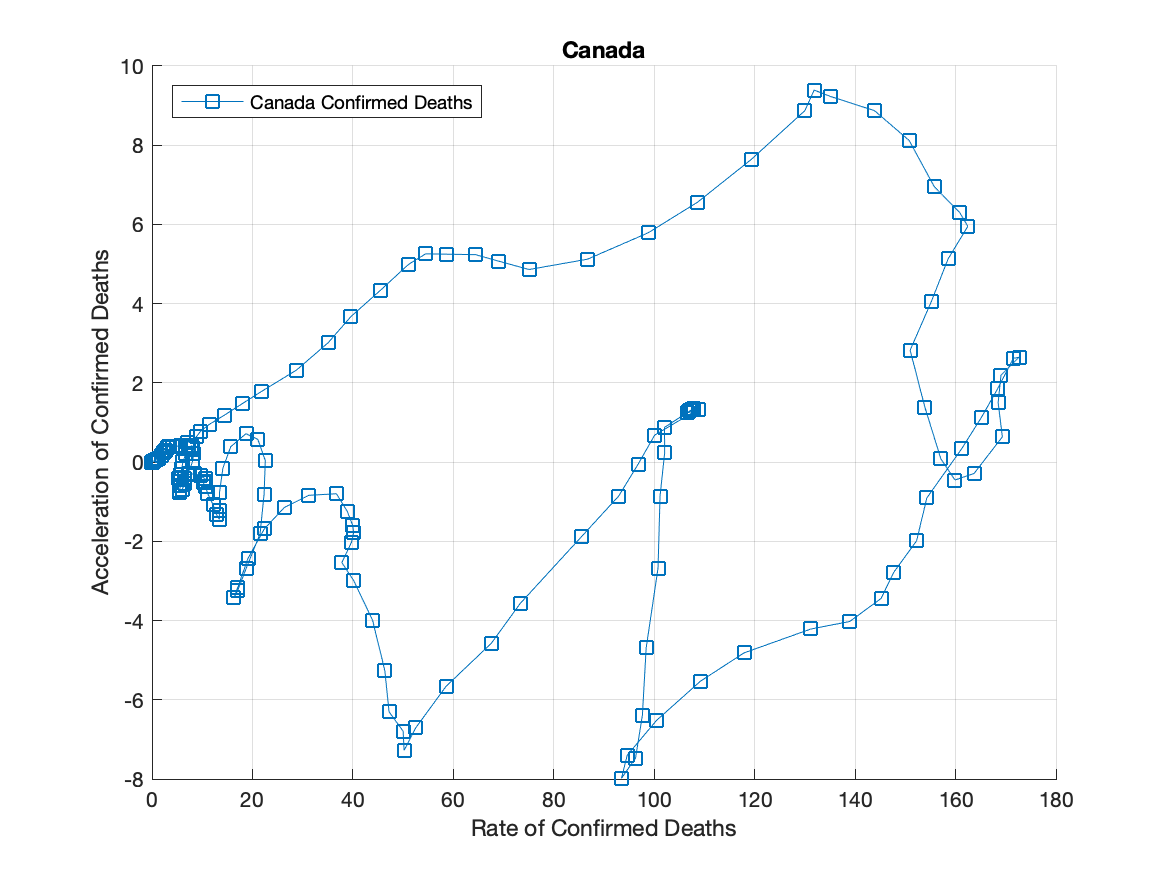 Canada
Canada Confirmed Deaths
10
8
6
4
2
0
-2
-4
-6
-8
0 20 40 60 80 100 120 140 160 180
Rate of Confirmed Deaths
Acceleration of Confirmed Deaths